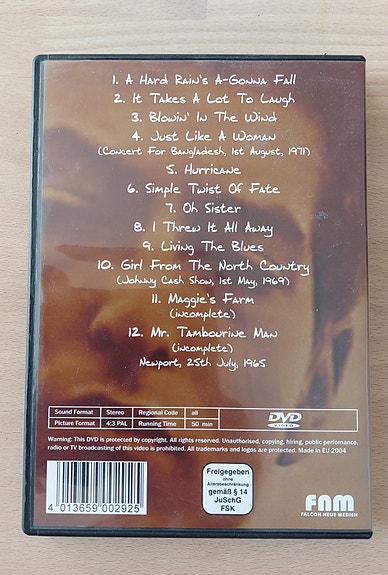 1. A Hard Rain's A-Gonna Fall
2. It Takes A Lot To Laugh
3. Blowin' In The Wind
4. Just Like A Woman
(Concert For Bangladesh, 1st August, 1971)
5. Hurricane
6. Simple Twist Of Fate
7. Oh Sister
8. I Threw It All Away
9. Living The Blues
10. Girl From The North Country
(Johnny Cash Show, 1st May, 1969)
11. Maggie's Farm
(incomplete)
12. Mr. Tambourine Man
(incomplete)
Newport, 25th July, 1965
Sound Format Stereo Regional Code all
Picture Format 4:3 PAL Running Time 50 min
DVD
VIDEO
Warning: This DVD is protected by copyright. All rights reserved. Unauthorised, copying, hiring, public perfomance,
radio or TV broadcasting of this video is prohibited. All trademarks and logos are protected. Made in EU 2004
4 013659 002925
Freigegeben
ohne
Altersbeschränkung
gemäß § 14
JuSchG
FSK
FNM
FALCON NEUE MEDIEN